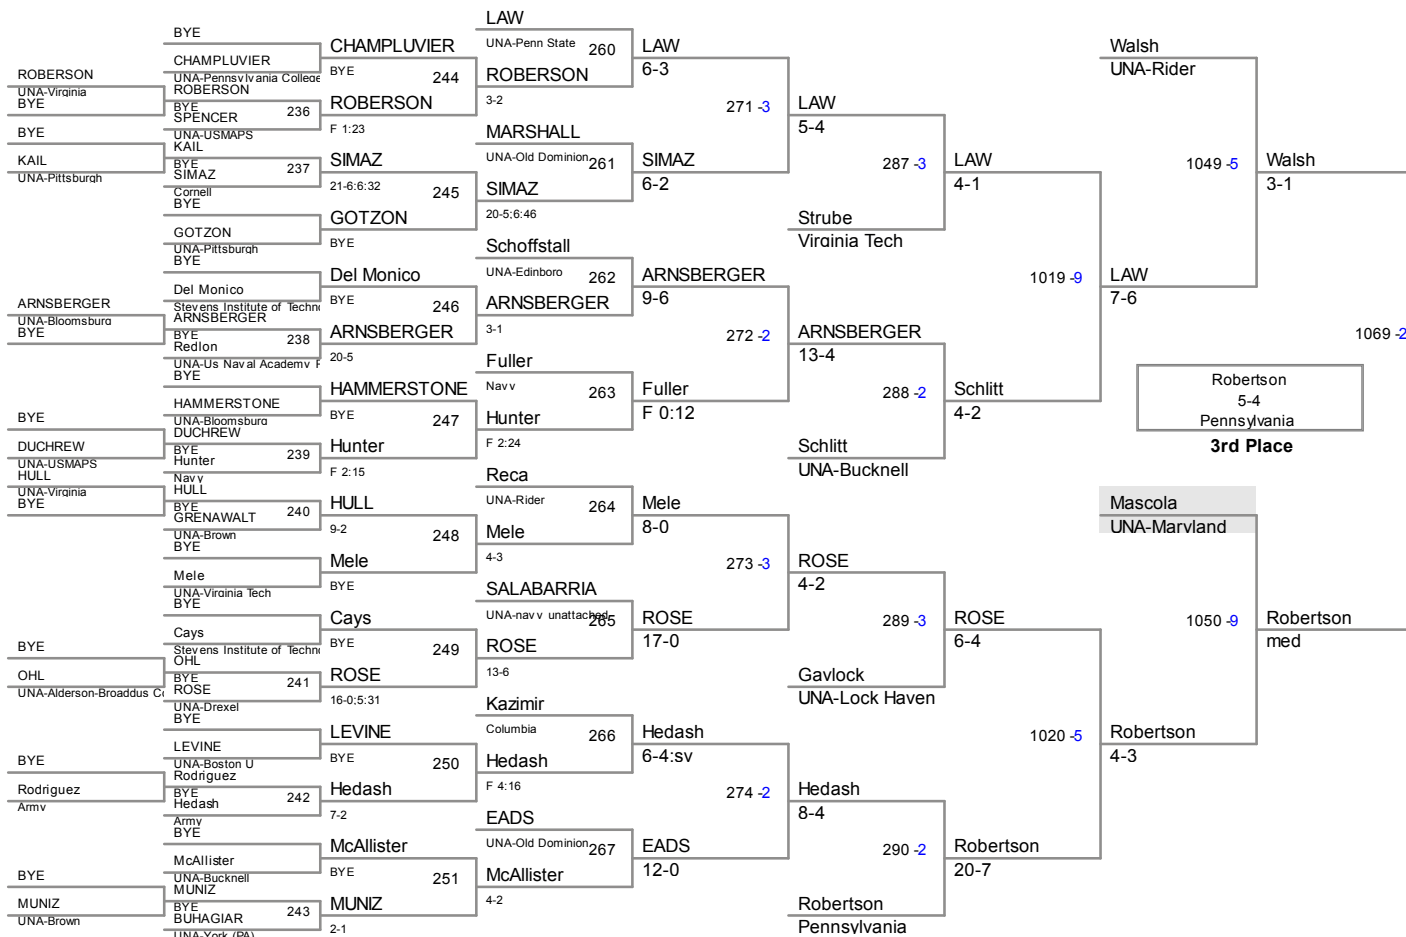 ROBERSON
UNA-Virginia
BYE
BYE
KAIL
UNA-Pittsburgh
ARNSBERGER
UNA-Bloomsburg
BYE
BYE
DUCHREW
UNA-USMAPS
HULL
UNA-Virginia
BYE
BYE
OHL
UNA-Alderson-Broaddus Co
BYE
Rodriguez
Army
BYE
MUNIZ
UNA-Brown
BYE
CHAMPLUVIER
UNA-Pennsylvania College
ROBERSON
BYE
236
SPENCER
UNA-USMAPS
KAIL
BYE
237
SIMAZ
Cornell
BYE
GOTZON
UNA-Pittsburgh
BYE
Del Monico
Stevens Institute of Techno
ARNSBERGER
BYE
238
Redlon
UNA-Us Naval Academy P
BYE
HAMMERSTONE
UNA-Bloomsburg
DUCHREW
BYE
239
Hunter
Navy
HULL
BYE
240
GRENAWALT
UNA-Brown
BYE
Mele
UNA-Virginia Tech
BYE
Cays
Stevens Institute of Techno
OHL
BYE
241
ROSE
UNA-Drexel
BYE
LEVINE
UNA-Boston U
Rodriguez
BYE
242
Hedash
Army
BYE
McAllister
UNA-Bucknell
MUNIZ
BYE
243
BUHAGIAR
UNA-York (PA)
CHAMPLUVIER
BYE
244
ROBERSON
F 1:23
SIMAZ
21-6:6:32
245
GOTZON
BYE
Del Monico
BYE
246
ARNSBERGER
20-5
HAMMERSTONE
BYE
247
Hunter
F 2:15
HULL
9-2
248
Mele
BYE
Cays
BYE
249
ROSE
16-0;5:31
LEVINE
BYE
250
Hedash
7-2
McAllister
BYE
251
MUNIZ
2-1
LAW
UNA-Penn State
260
ROBERSON
3-2
MARSHALL
UNA-Old Dominion
261
SIMAZ
20-5;6:46
Schoffstall
UNA-Edinboro
262
ARNSBERGER
3-1
Fuller
Navy
263
Hunter
F 2:24
Reca
UNA-Rider
264
Mele
4-3
SALABARRIA
UNA-navy unattached
265
ROSE
13-6
Kazimir
Columbia
266
Hedash
F 4:16
EADS
UNA-Old Dominion
267
McAllister
4-2
LAW
6-3
271 -3
SIMAZ
6-2
ARNSBERGER
9-6
272 -2
Fuller
F 0:12
Mele
8-0
273 -3
ROSE
17-0
Hedash
6-4:sv
274 -2
EADS
12-0
LAW
5-4
287 -3
Strube
Virginia Tech
ARNSBERGER
13-4
288 -2
Schlitt
UNA-Bucknell
ROSE
4-2
289 -3
Gavlock
UNA-Lock Haven
Hedash
8-4
290 -2
Robertson
Pennsylvania
LAW
4-1
1019 -9
Schlitt
4-2
ROSE
6-4
1020 -5
Robertson
20-7
Walsh
UNA-Rider
1049 -5
LAW
7-6
Mascola
UNA-Maryland
1050 -9
Robertson
4-3
Walsh
3-1
1069 -2
Robertson
med
Robertson
5-4
Pennsylvania
3rd Place